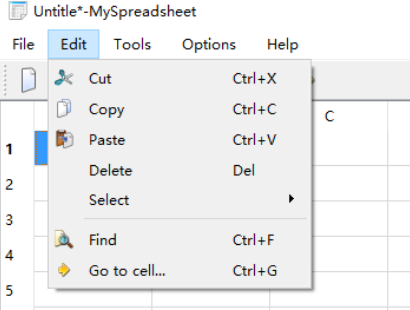 Untitle*-MySpreadsheet
File Edit Tools Options Help
Cut Ctrl+X
Copy Ctrl+C
C
Paste Ctrl+V
1
Delete Del
2
Select
3
Find Ctrl+F
4
Go to cell... Ctrl+G
5